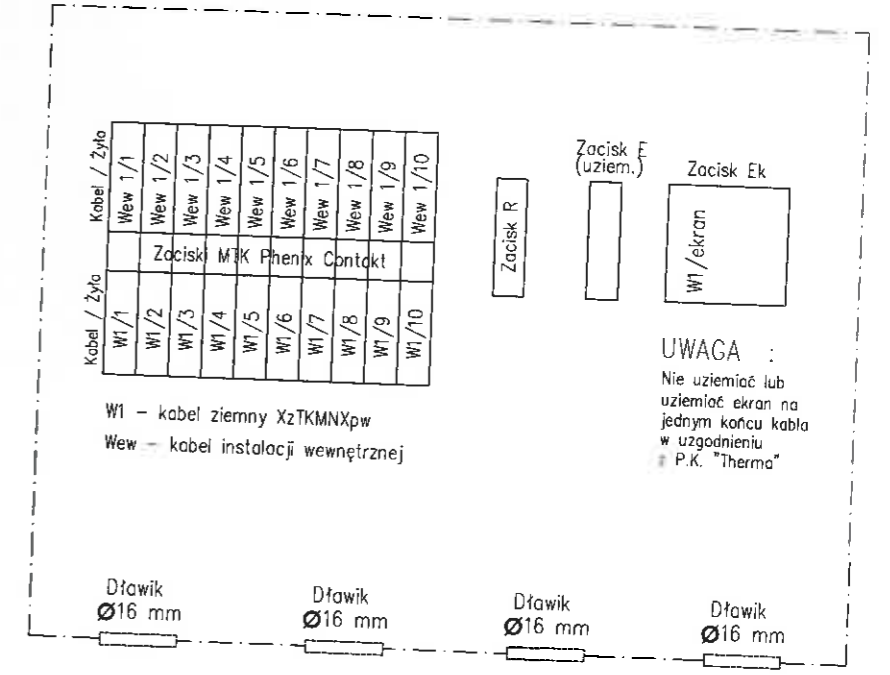 Kabel / Żyła
Wew 1/1
Wew 1/2
Wew 1/3
Wew 1/4
Wew 1/5
Wew 1/6
Wew 1/7
Wew 1/8
Wew 1/9
Wew 1/10
Zaciski MTK Phenix Contakt
Kabel / Żyła
W1/1
W1/2
W1/3
W1/4
W1/5
W1/6
W1/7
W1/8
W1/9
W1/10
Zacisk R
Zacisk E
(uziem.)
Zacisk Ek
W1/ekran
W1 – kabel ziemny XzTKMNXpw
Wew – kabel instalacji wewnętrznej
UWAGA :
Nie uziemiać lub
uziemiać ekran na
jednym końcu kabla
w uzgodnieniu
P.K. "Therma"
Dławik
Ø16 mm
Dławik
Ø16 mm
Dławik
Ø16 mm
Dławik
Ø16 mm